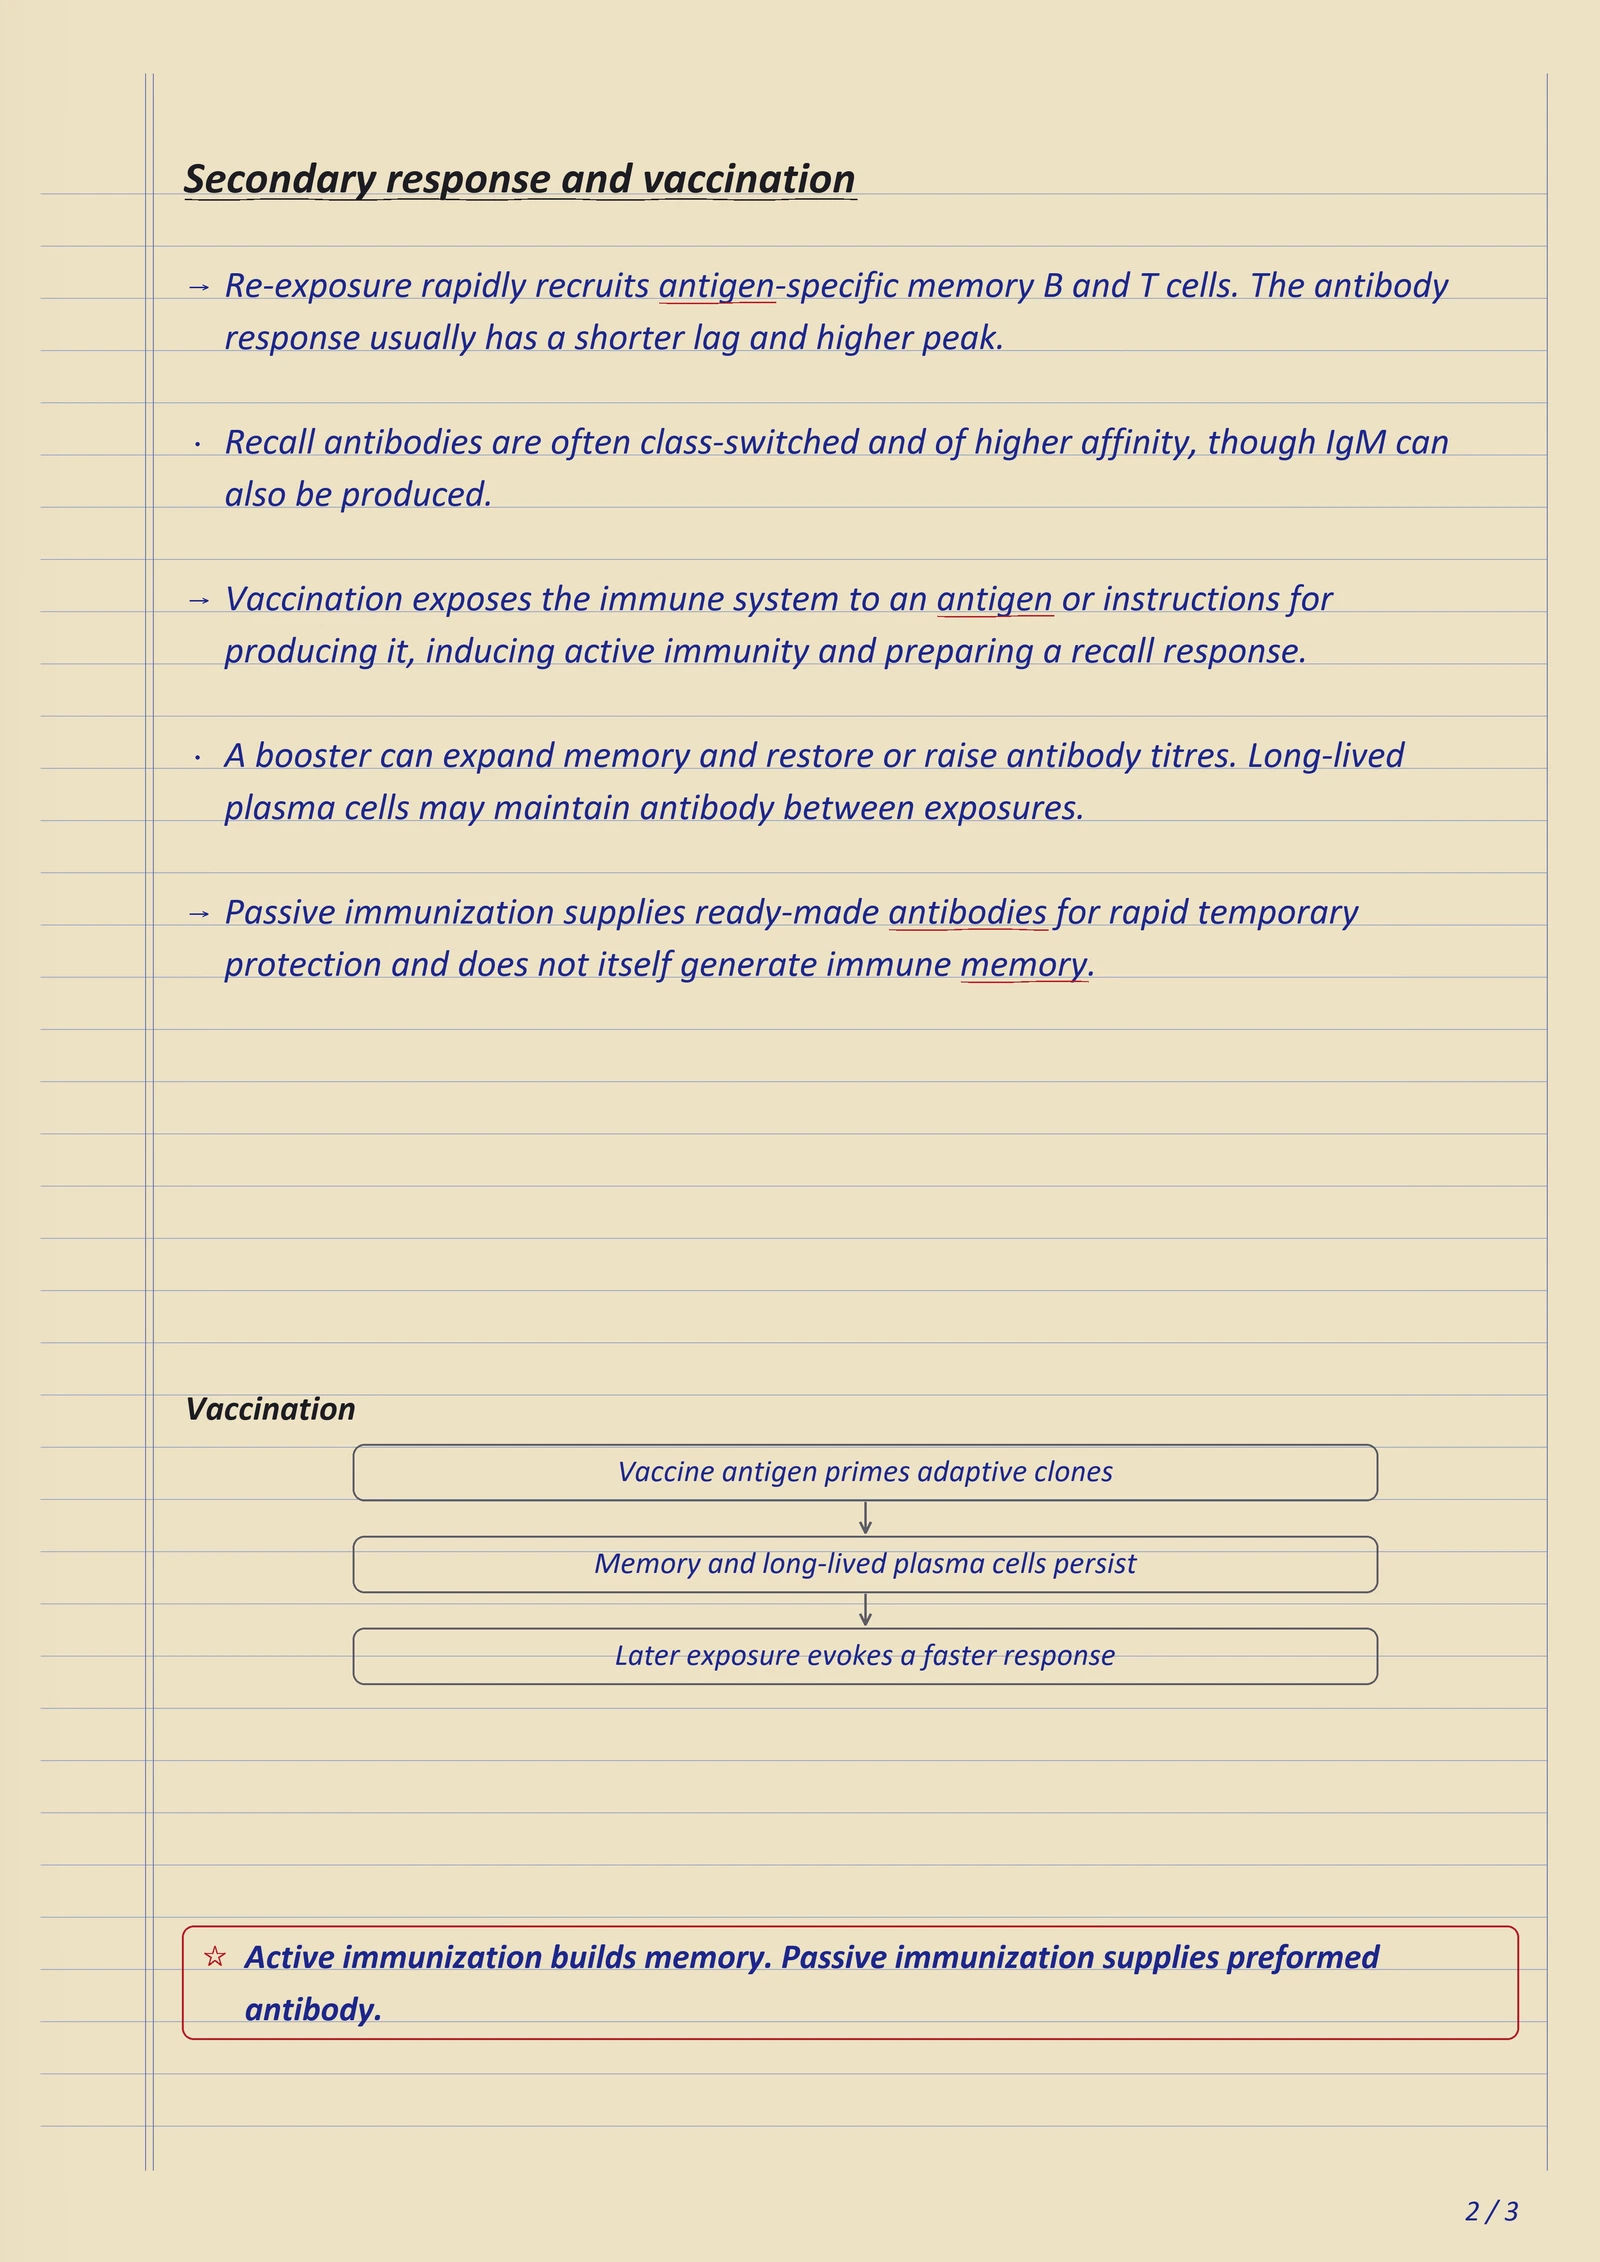 Secondary response and vaccination
→ Re-exposure rapidly recruits antigen-specific memory B and T cells. The antibody
response usually has a shorter lag and higher peak.
· Recall antibodies are often class-switched and of higher affinity, though IgM can
also be produced.
→ Vaccination exposes the immune system to an antigen or instructions for
producing it, inducing active immunity and preparing a recall response.
· A booster can expand memory and restore or raise antibody titres. Long-lived
plasma cells may maintain antibody between exposures.
→ Passive immunization supplies ready-made antibodies for rapid temporary
protection and does not itself generate immune memory.
Vaccination
Vaccine antigen primes adaptive clones
Memory and long-lived plasma cells persist
Later exposure evokes a faster response
☆ Active immunization builds memory. Passive immunization supplies preformed
antibody.
2 / 3